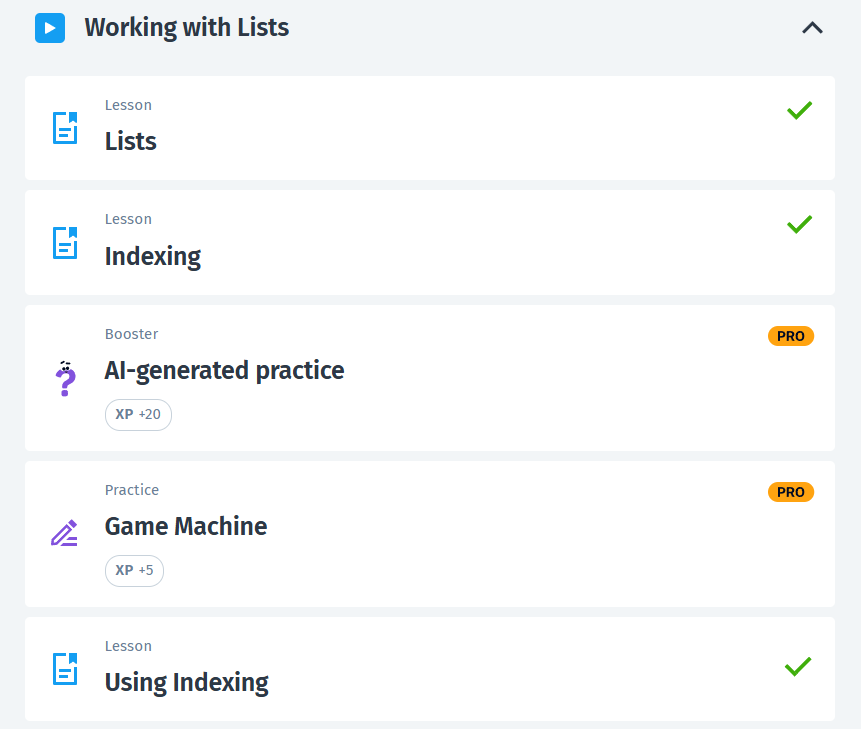 Working with Lists
Lesson
Lists
Lesson
Indexing
Booster
PRO
AI-generated practice
XP +20
Practice
PRO
Game Machine
XP +5
Lesson
Using Indexing